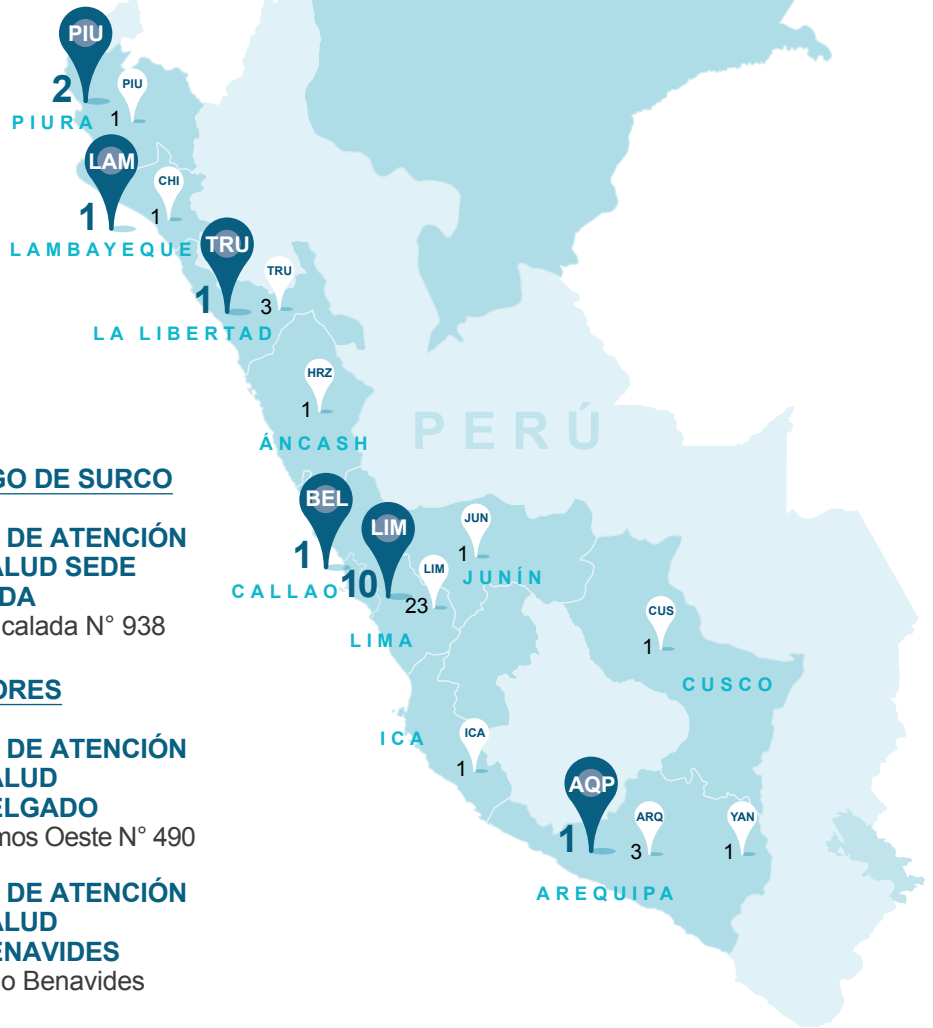 PIU
2
PIU
1
PIURA
LAM
CHI
1
1
LAMBAYEQUE
TRU
TRU
1
3
LA LIBERTAD
HRZ
1
ÁNCASH
PERÚ
BEL
LIM
JUN
1
1
JUNÍN
CALLAO
10
LIM
23
LIMA
CUS
1
CUSCO
ICA
ICA
1
AQP
ARQ
YAN
1
3
1
AREQUIPA
GO DE SURCO
DE ATENCIÓN
ALUD SEDE
DA
calada N° 938
ORES
DE ATENCIÓN
ALUD
ELGADO
mos Oeste N° 490
DE ATENCIÓN
ALUD
ENAVIDES
o Benavides